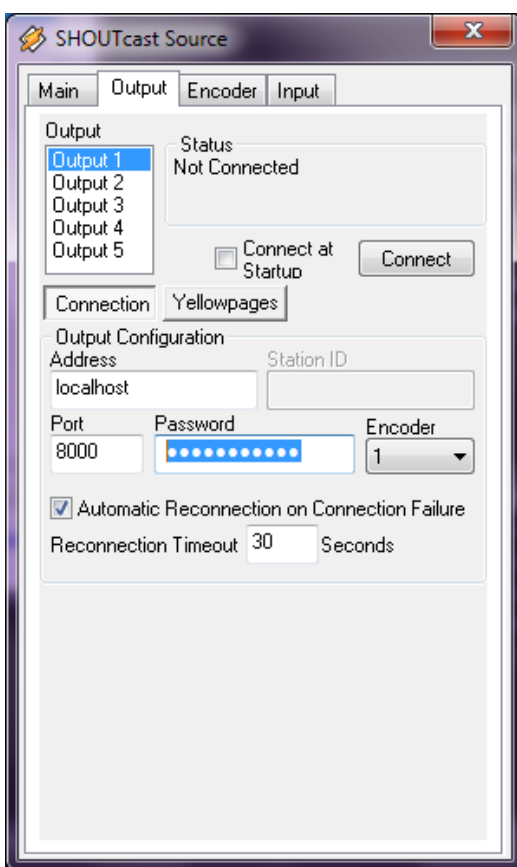 SHOUTcast Source
x
Main Output Encoder Input
Output
Output 1
Output 2
Output 3
Output 4
Output 5
Status
Not Connected
Connect at
Startup
Connect
Connection Yellowpages
Output Configuration
Address Station ID
localhost
Port Password Encoder
8000 ●●●●●●●●●●● 1
Automatic Reconnection on Connection Failure
Reconnection Timeout 30 Seconds